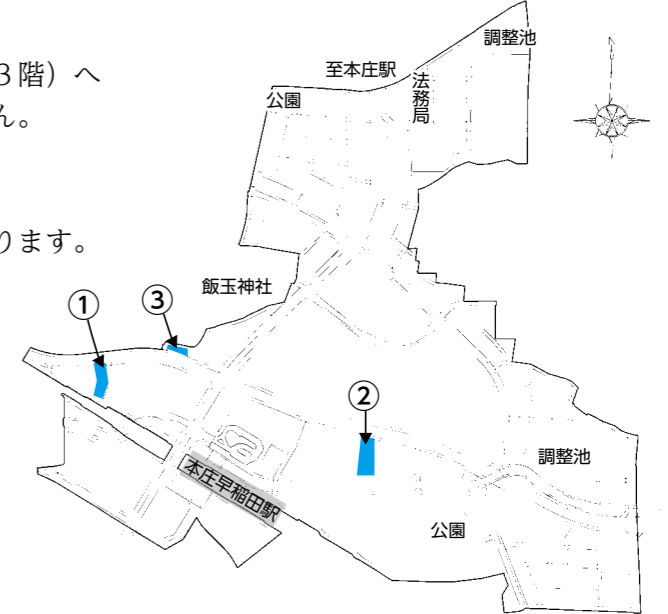 3階）へ
ん。
ります。
調整池
至本庄駅
法務局
公園
飯玉神社
①
③
②
調整池
本庄早稲田駅
公園